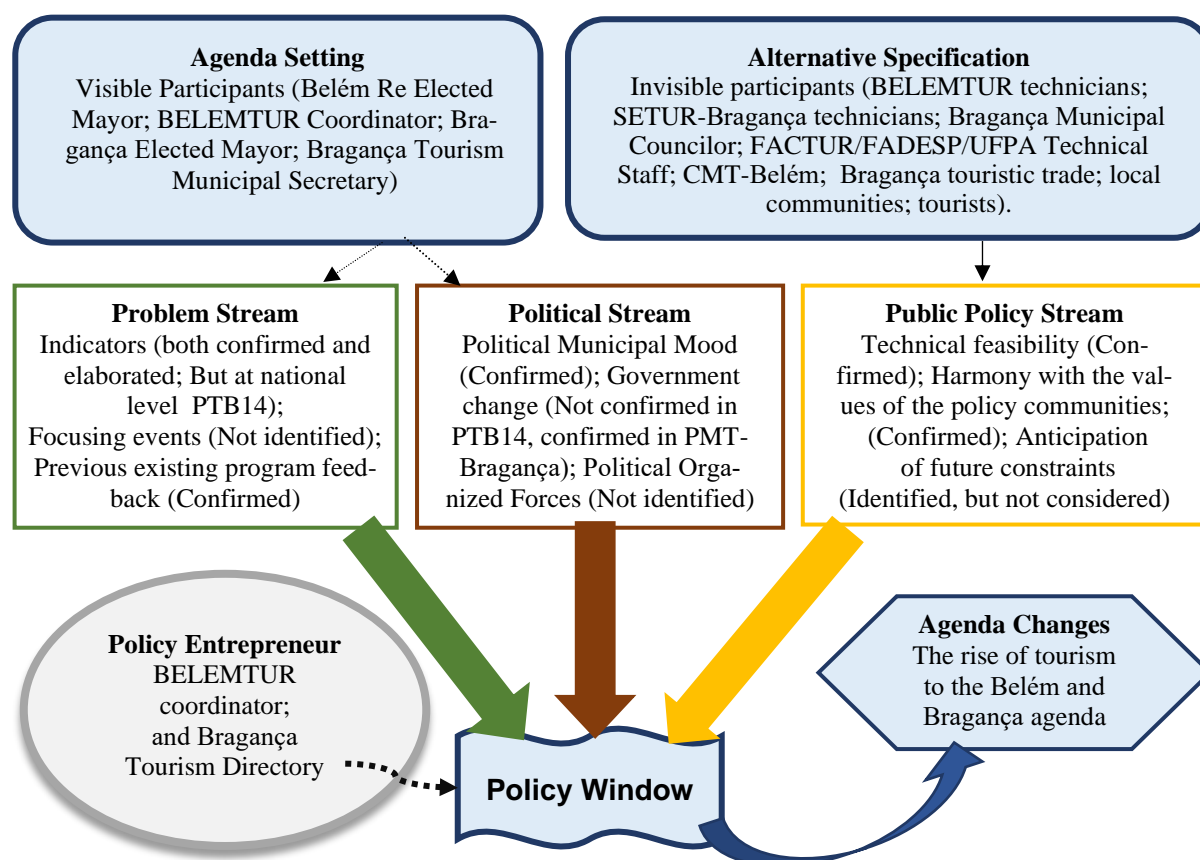 Agenda Setting
Visible Participants (Belém Re Elected
Mayor; BELEMTUR Coordinator; Bra-
gança Elected Mayor; Bragança Tourism
Municipal Secretary)
Alternative Specification
Invisible participants (BELEMTUR technicians;
SETUR-Bragança technicians; Bragança Municipal
Councilor; FACTUR/FADESP/UFPA Technical
Staff; CMT-Belém; Bragança touristic trade; local
communities; tourists).
Problem Stream
Indicators (both confirmed and
elaborated; But at national
level PTB14);
Focusing events (Not identified);
Previous existing program feed-
back (Confirmed)
Political Stream
Political Municipal Mood
(Confirmed); Government
change (Not confirmed in
PTB14, confirmed in PMT-
Bragança); Political Orga-
nized Forces (Not identified)
Public Policy Stream
Technical feasibility (Con-
firmed); Harmony with the val-
ues of the policy communities;
(Confirmed); Anticipation
of future constraints
(Identified, but not considered)
Policy Entrepreneur
BELEMTUR
coordinator;
and Bragança
Tourism Directory
Policy Window
Agenda Changes
The rise of tourism
to the Belém and
Bragança agenda